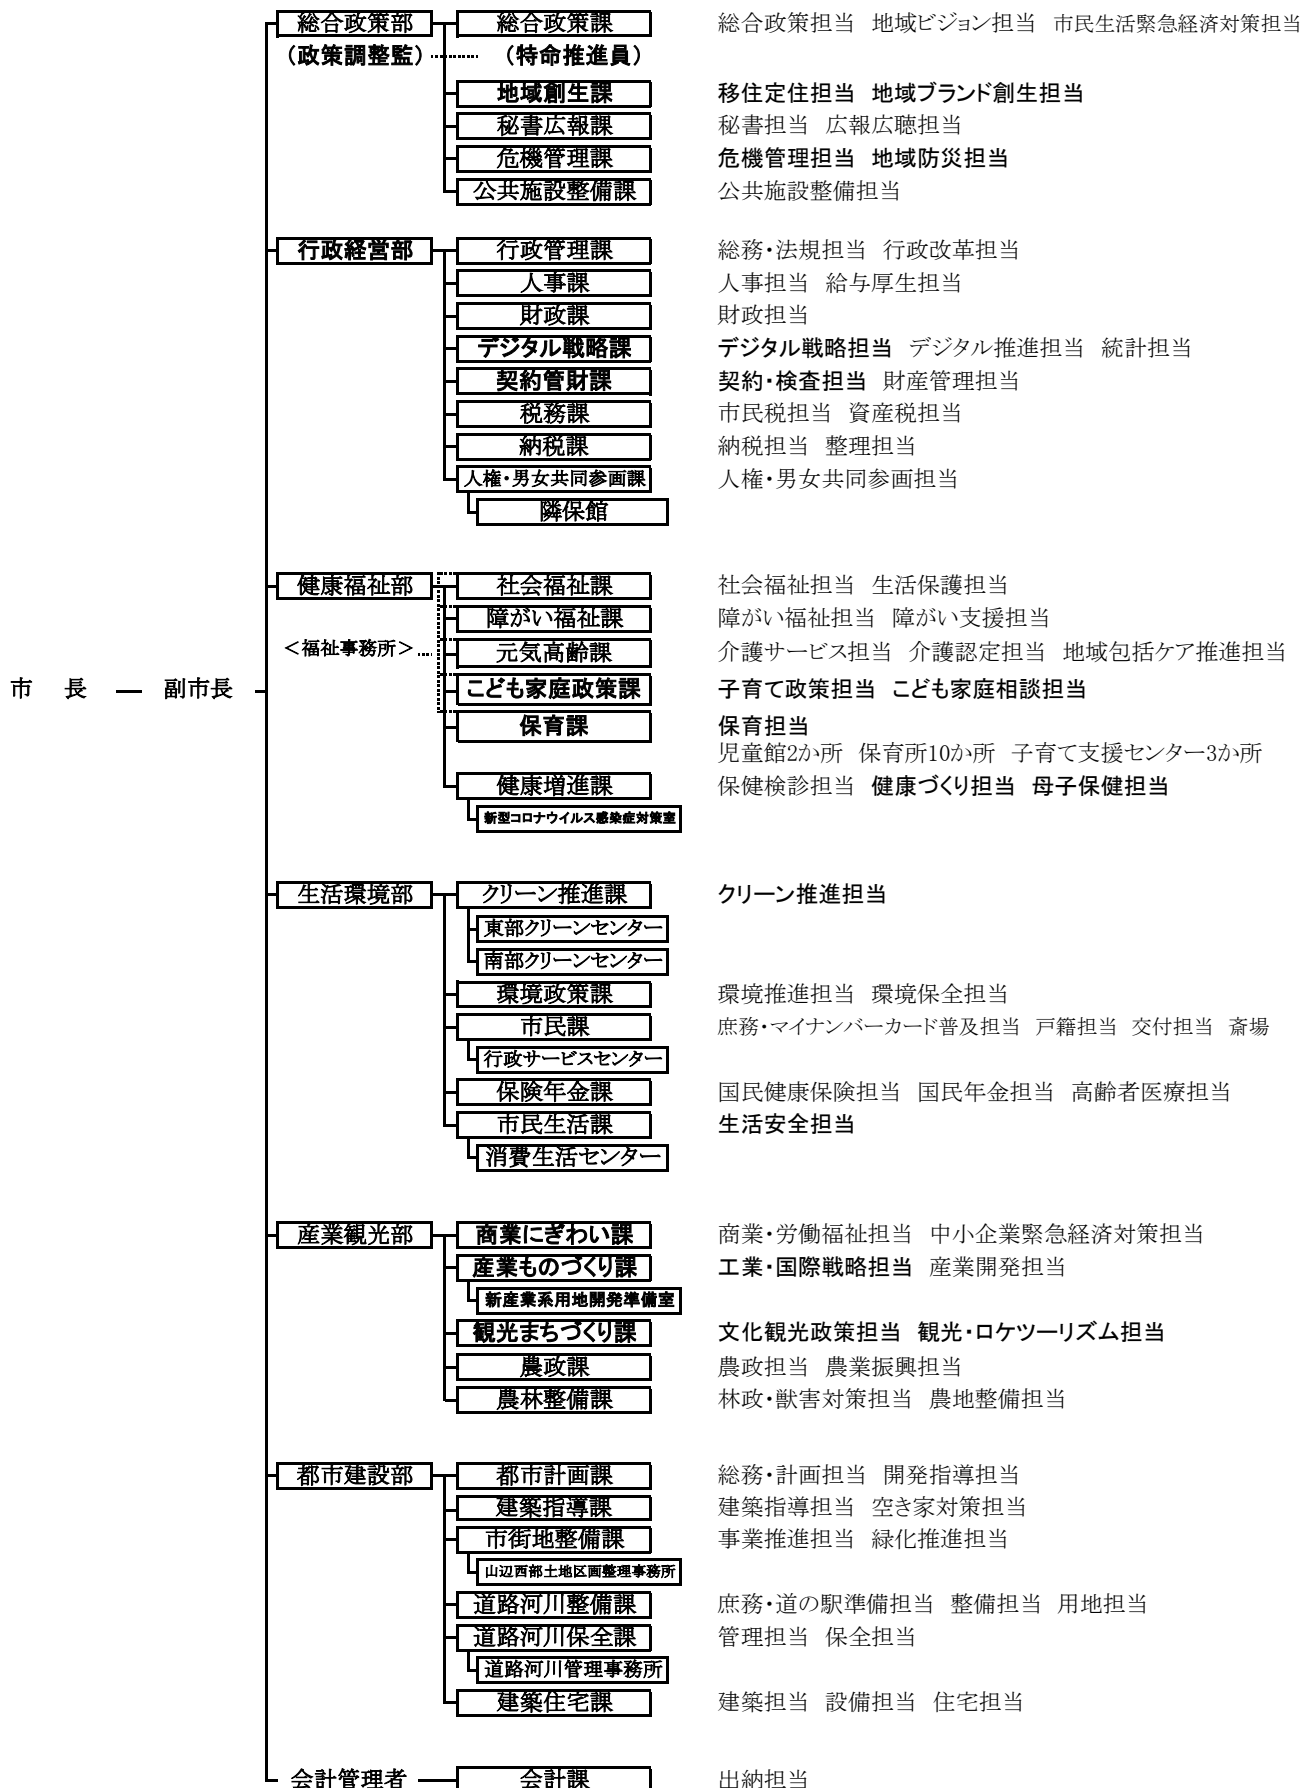 総合政策部 総合政策課 総合政策担当 地域ビジョン担当 市民生活緊急経済対策担当
(政策調整監) (特命推進員)
地域創生課 移住定住担当 地域ブランド創生担当
秘書広報課 秘書担当 広報広聴担当
危機管理課 危機管理担当 地域防災担当
公共施設整備課 公共施設整備担当
行政経営部 行政管理課 総務・法規担当 行政改革担当
人事課 人事担当 給与厚生担当
財政課 財政担当
デジタル戦略課 デジタル戦略担当 デジタル推進担当 統計担当
契約管財課 契約・検査担当 財産管理担当
税務課 市民税担当 資産税担当
納税課 納税担当 整理担当
人権・男女共同参画課 人権・男女共同参画担当
隣保館
健康福祉部 社会福祉課 社会福祉担当 生活保護担当
障がい福祉課 障がい福祉担当 障がい支援担当
<福祉事務所> 元気高齢課 介護サービス担当 介護認定担当 地域包括ケア推進担当
市 長 副市長 こども家庭政策課 子育て政策担当 こども家庭相談担当
保育課 保育担当
児童館2か所 保育所10か所 子育て支援センター3か所
健康増進課 保健検診担当 健康づくり担当 母子保健担当
新型コロナウイルス感染症対策室
生活環境部 クリーン推進課 クリーン推進担当
東部クリーンセンター
南部クリーンセンター
環境政策課 環境推進担当 環境保全担当
市民課 庶務・マイナンバーカード普及担当 戸籍担当 交付担当 斎場
行政サービスセンター
保険年金課 国民健康保険担当 国民年金担当 高齢者医療担当
市民生活課 生活安全担当
消費生活センター
産業観光部 商業にぎわい課 商業・労働福祉担当 中小企業緊急経済対策担当
産業ものづくり課 工業・国際戦略担当 産業開発担当
新産業系用地開発準備室
観光まちづくり課 文化観光政策担当 観光・ロケツーリズム担当
農政課 農政担当 農業振興担当
農林整備課 林政・獣害対策担当 農地整備担当
都市建設部 都市計画課 総務・計画担当 開発指導担当
建築指導課 建築指導担当 空き家対策担当
市街地整備課 事業推進担当 緑化推進担当
山辺西部土地区画整理事務所
道路河川整備課 庶務・道の駅準備担当 整備担当 用地担当
道路河川保全課 管理担当 保全担当
道路河川管理事務所
建築住宅課 建築担当 設備担当 住宅担当
会計管理者 会計課 出納担当